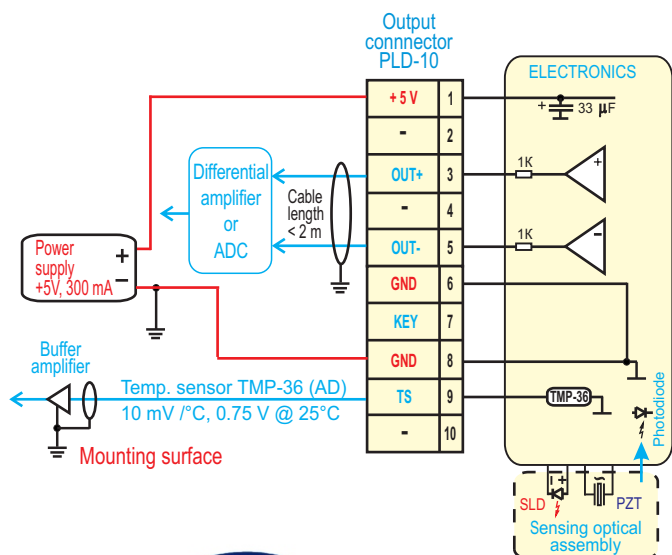 Output
connnector
PLD-10
ELECTRONICS
+ 5 V 1
+ 33 µF
- 2
Differential
amplifier
or
ADC
Cable
length
< 2 m
OUT+ 3
1K
+
- 4
OUT- 5
1K
-
Power
supply
+5V, 300 mA
+
-
GND 6
KEY 7
GND 8
Buffer
amplifier
Temp. sensor TMP-36 (AD)
10 mV /°C, 0.75 V @ 25°C
TS 9
TMP-36
Photodiode
- 10
Mounting surface
- +
SLD
PZT
Sensing optical
assembly